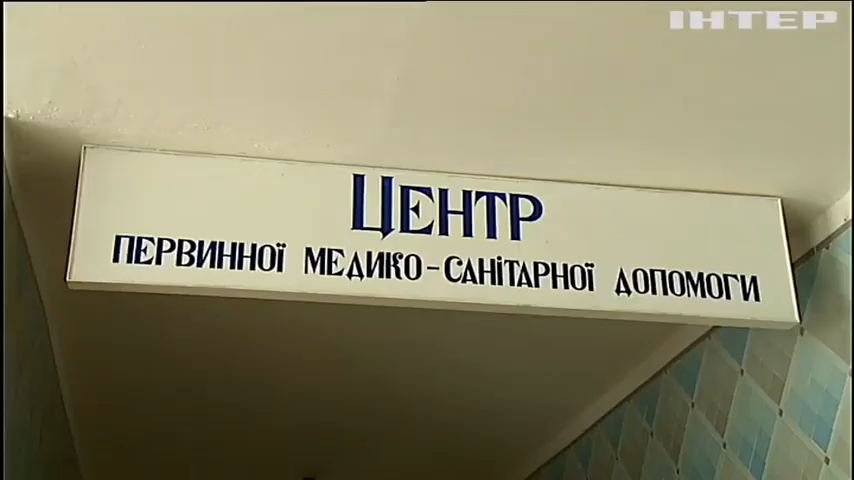 ІНТЕР
ЦЕНТР
ПЕРВИННОЇ МЕДИКО-САНІТАРНОЇ ДОПОМОГИ